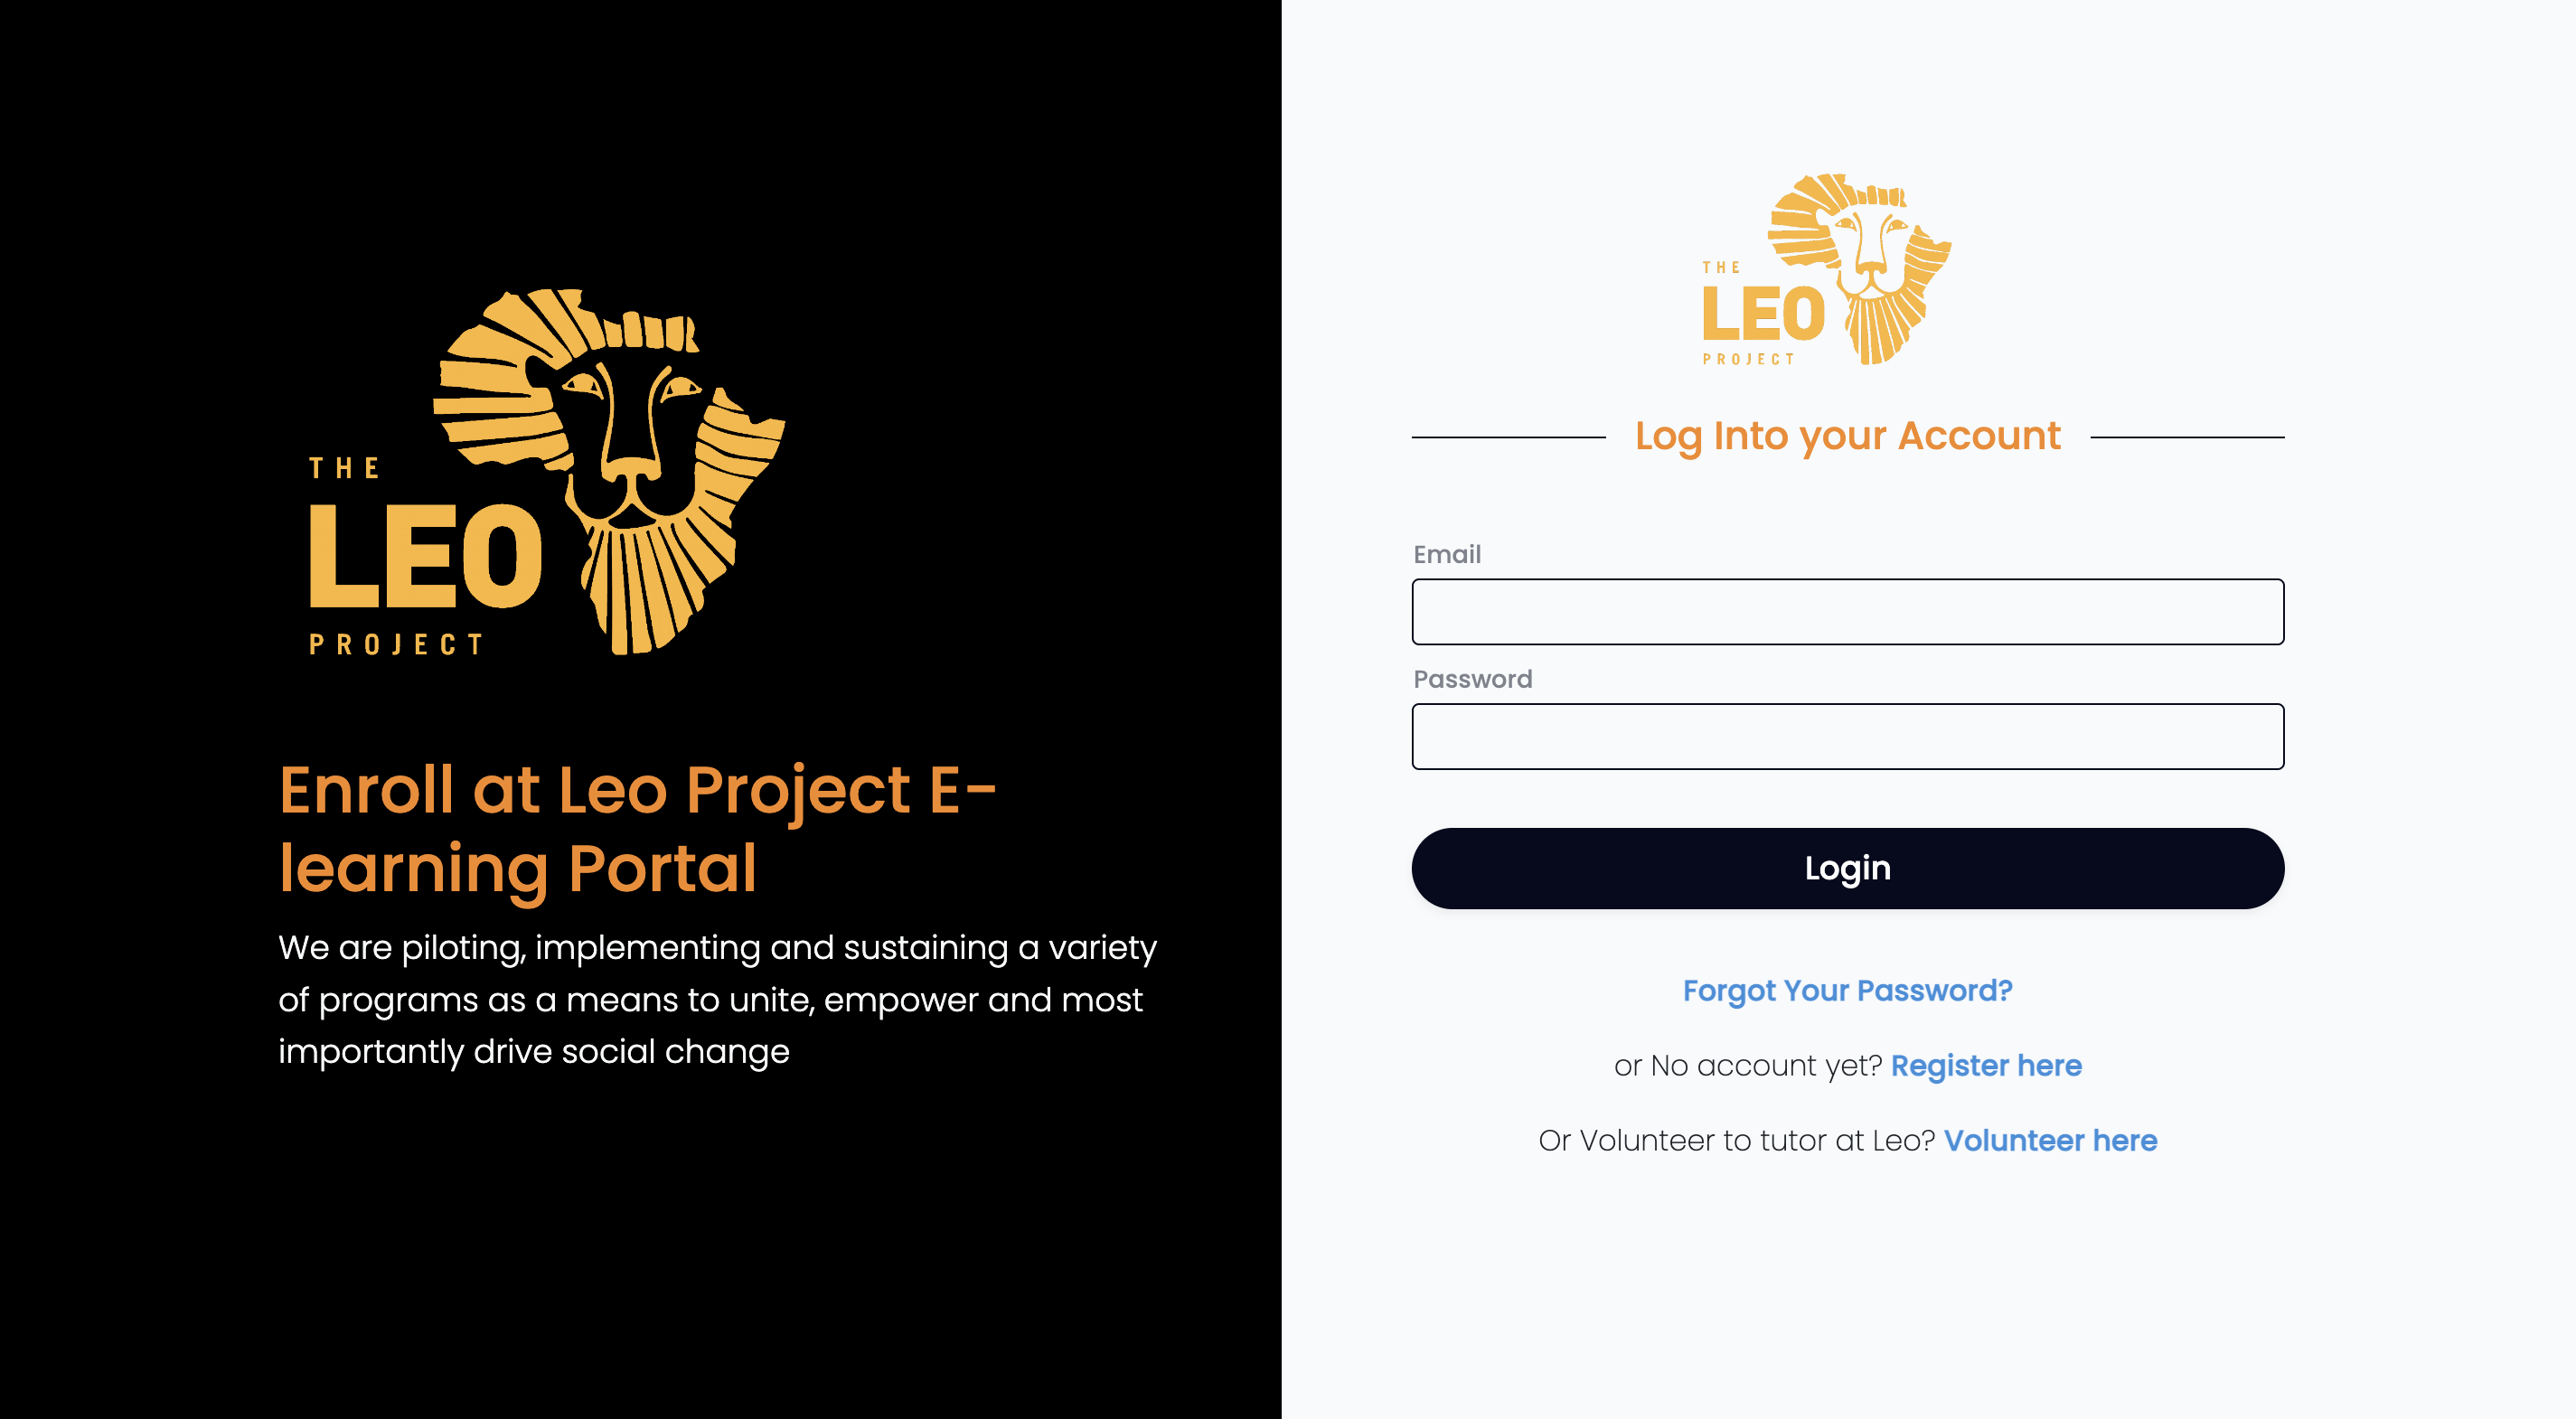 THE
LEO
PROJECT
Enroll at Leo Project E-
learning Portal
We are piloting, implementing and sustaining a variety
of programs as a means to unite, empower and most
importantly drive social change
THE
LEO
PROJECT
Log Into your Account
Email
Password
Login
Forgot Your Password?
or No account yet? Register here
Or Volunteer to tutor at Leo? Volunteer here